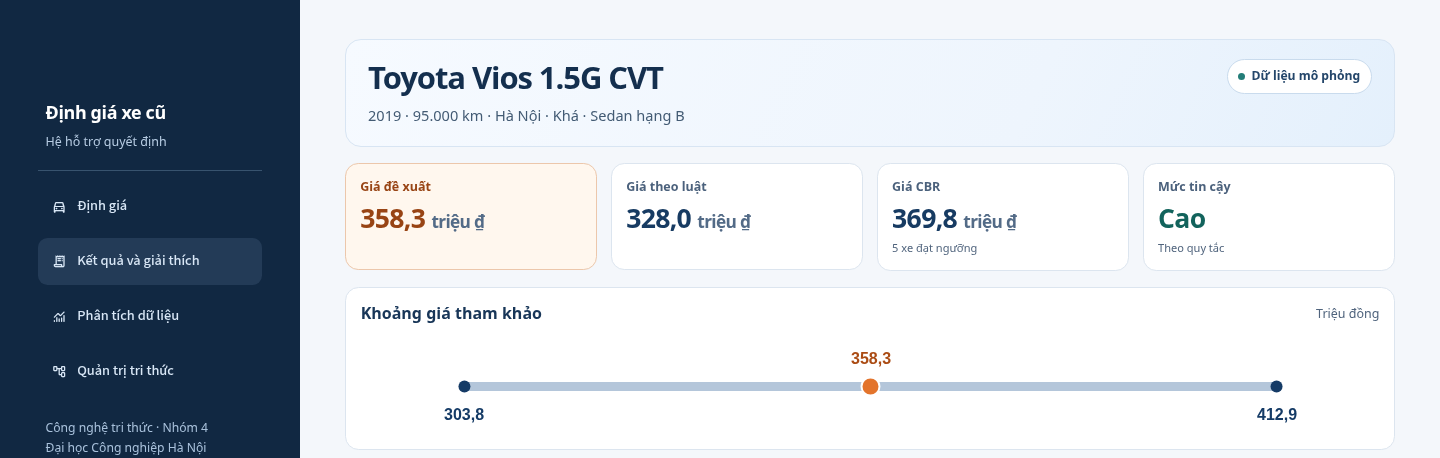 Định giá xe cũ
Hệ hỗ trợ quyết định
Định giá
Kết quả và giải thích
Phân tích dữ liệu
Quản trị tri thức
Công nghệ tri thức · Nhóm 4
Đại học Công nghiệp Hà Nội
Toyota Vios 1.5G CVT
Dữ liệu mô phỏng
2019 · 95.000 km · Hà Nội · Khá · Sedan hạng B
Giá đề xuất
358,3 triệu ₫
Giá theo luật
328,0 triệu ₫
Giá CBR
369,8 triệu ₫
5 xe đạt ngưỡng
Mức tin cậy
Cao
Theo quy tắc
Khoảng giá tham khảo
Triệu đồng
358,3
303,8
412,9